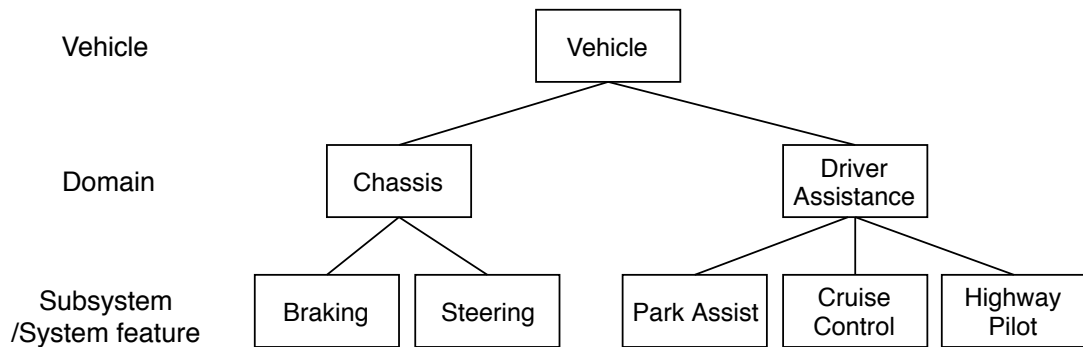 Vehicle
Vehicle
Domain
Chassis
Driver
Assistance
Subsystem
/System feature
Braking
Steering
Park Assist
Cruise
Control
Highway
Pilot